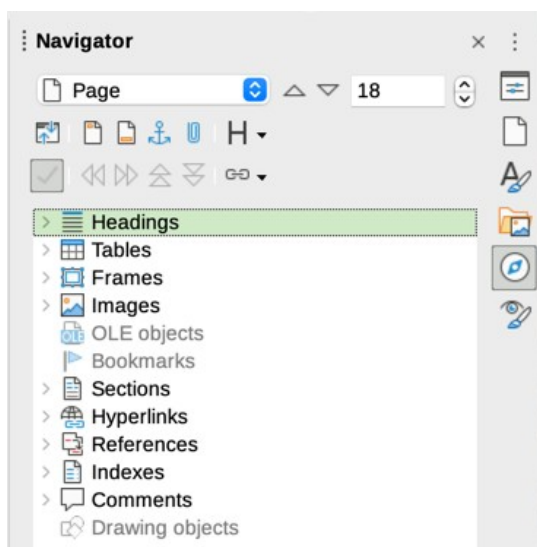 Navigator
Page 18
H
Headings
Tables
Frames
Images
OLE objects
Bookmarks
Sections
Hyperlinks
References
Indexes
Comments
Drawing objects